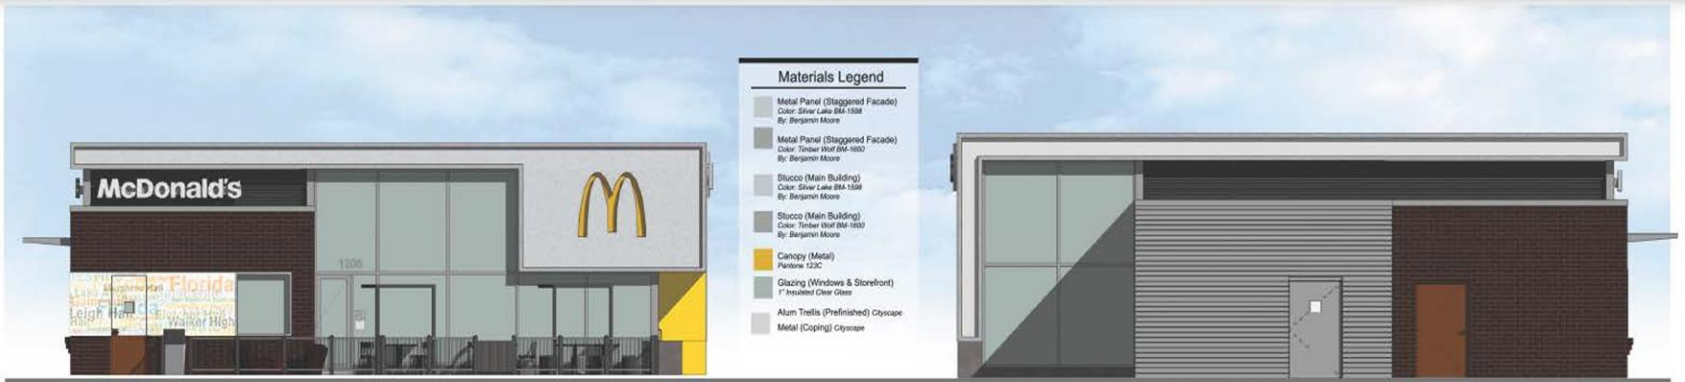 McDonald's
1206
Florida
Leigh Hall
Walker High
Materials Legend
Metal Panel (Staggered Facade)
Color: Silver Lake BM-1598
By: Benjamin Moore
Metal Panel (Staggered Facade)
Color: Timber Wolf BM-1600
By: Benjamin Moore
Stucco (Main Building)
Color: Silver Lake BM-1598
By: Benjamin Moore
Stucco (Main Building)
Color: Timber Wolf BM-1600
By: Benjamin Moore
Canopy (Metal)
Pantone 123C
Glazing (Windows & Storefront)
1" Insulated Clear Glass
Alum Trellis (Prefinished) Cityscape
Metal (Coping) Cityscape